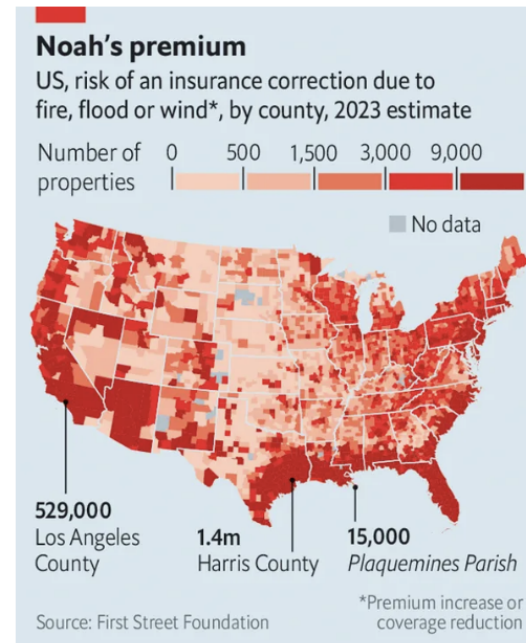 Noah's premium
US, risk of an insurance correction due to
fire, flood or wind*, by county, 2023 estimate
Number of properties
0 500 1,500 3,000 9,000
No data
529,000
Los Angeles
County
1.4m
Harris County
15,000
Plaquemines Parish
Source: First Street Foundation
*Premium increase or
coverage reduction